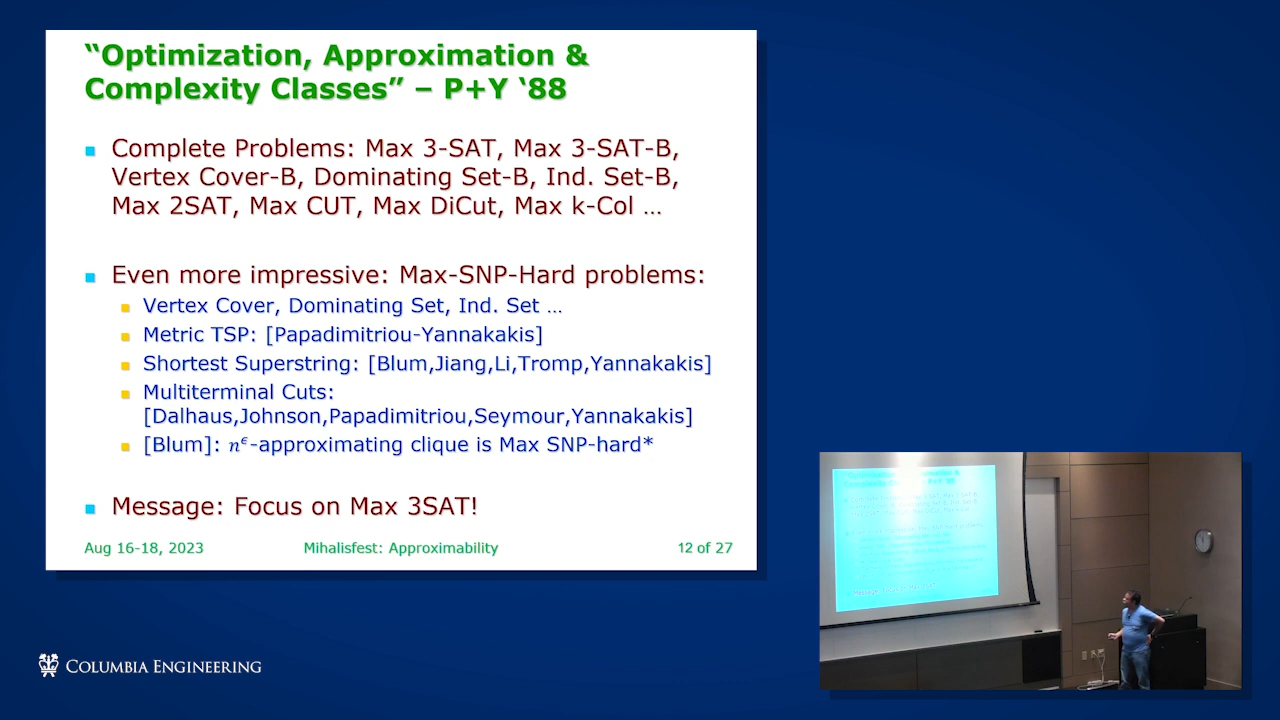 “Optimization, Approximation &
Complexity Classes” – P+Y ‘88
Complete Problems: Max 3-SAT, Max 3-SAT-B,
Vertex Cover-B, Dominating Set-B, Ind. Set-B,
Max 2SAT, Max CUT, Max DiCut, Max k-Col …
Even more impressive: Max-SNP-Hard problems:
Vertex Cover, Dominating Set, Ind. Set …
Metric TSP: [Papadimitriou-Yannakakis]
Shortest Superstring: [Blum,Jiang,Li,Tromp,Yannakakis]
Multiterminal Cuts:
[Dalhaus,Johnson,Papadimitriou,Seymour,Yannakakis]
[Blum]: n^ϵ-approximating clique is Max SNP-hard*
Message: Focus on Max 3SAT!
Aug 16-18, 2023 Mihalisfest: Approximability 12 of 27
COLUMBIA ENGINEERING